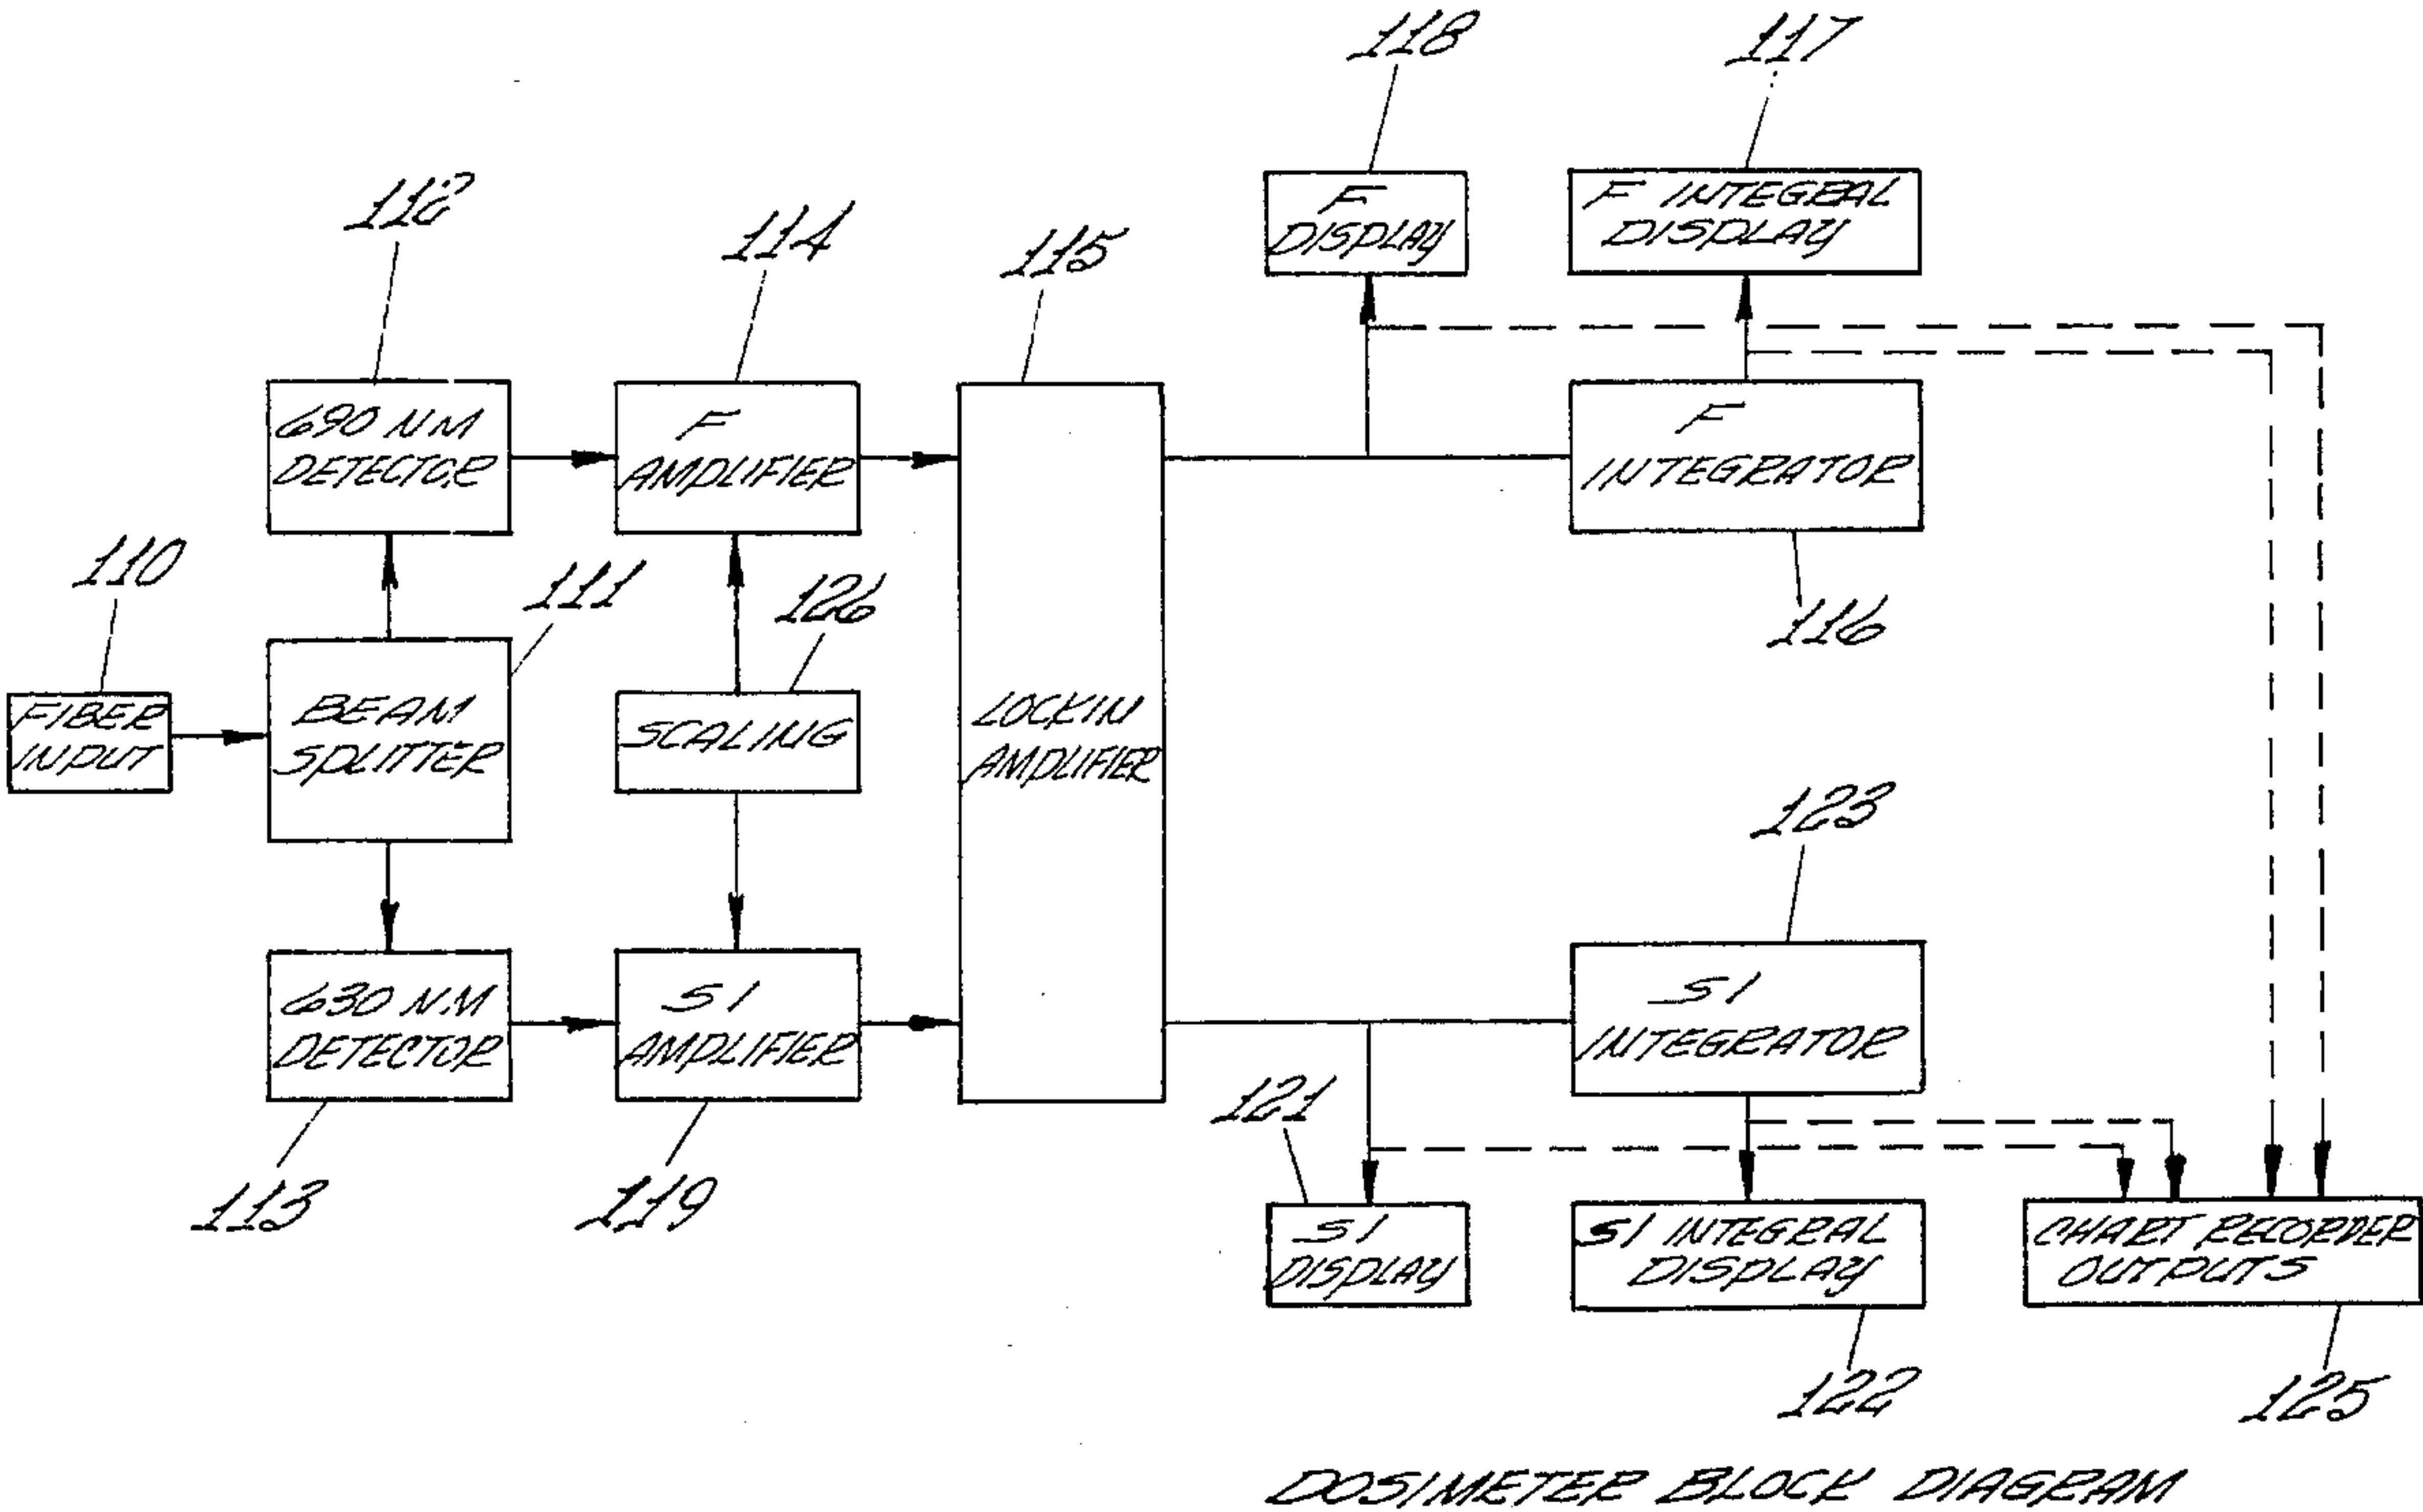 118
117
112
114
115
F
DISPLAY
F INTEGRAL
DISPLAY
690 NM
DETECTOR
F
AMPLIFIER
F
INTEGRATOR
110
111
126
116
FIBER
INPUT
BEAM
SPLITTER
SCALING
LOCKIN
AMPLIFIER
123
630 N.M
DETECTOR
SI
AMPLIFIER
SI
INTEGRATOR
121
113
119
SI
DISPLAY
SI INTEGRAL
DISPLAY
CHART RECORDER
OUTPUTS
122
125
DOSIMETER BLOCK DIAGRAM